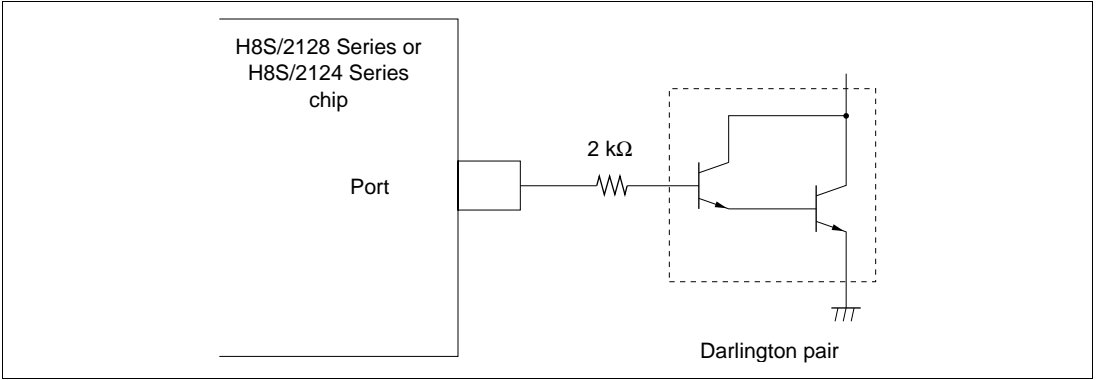 H8S/2128 Series or
H8S/2124 Series
chip
2 kΩ
Port
Darlington pair